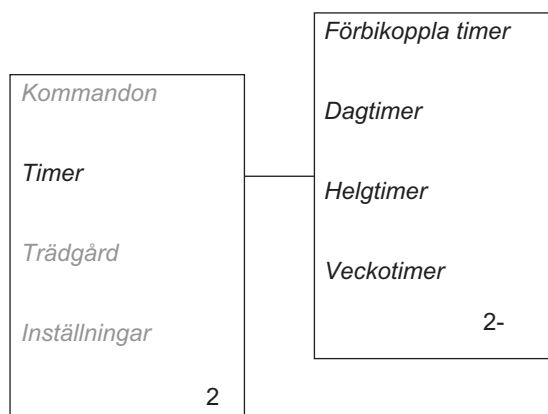 Kommandon
Timer
Trädgård
Inställningar
2
Förbikoppla timer
Dagtimer
Helgtimer
Veckotimer
2-